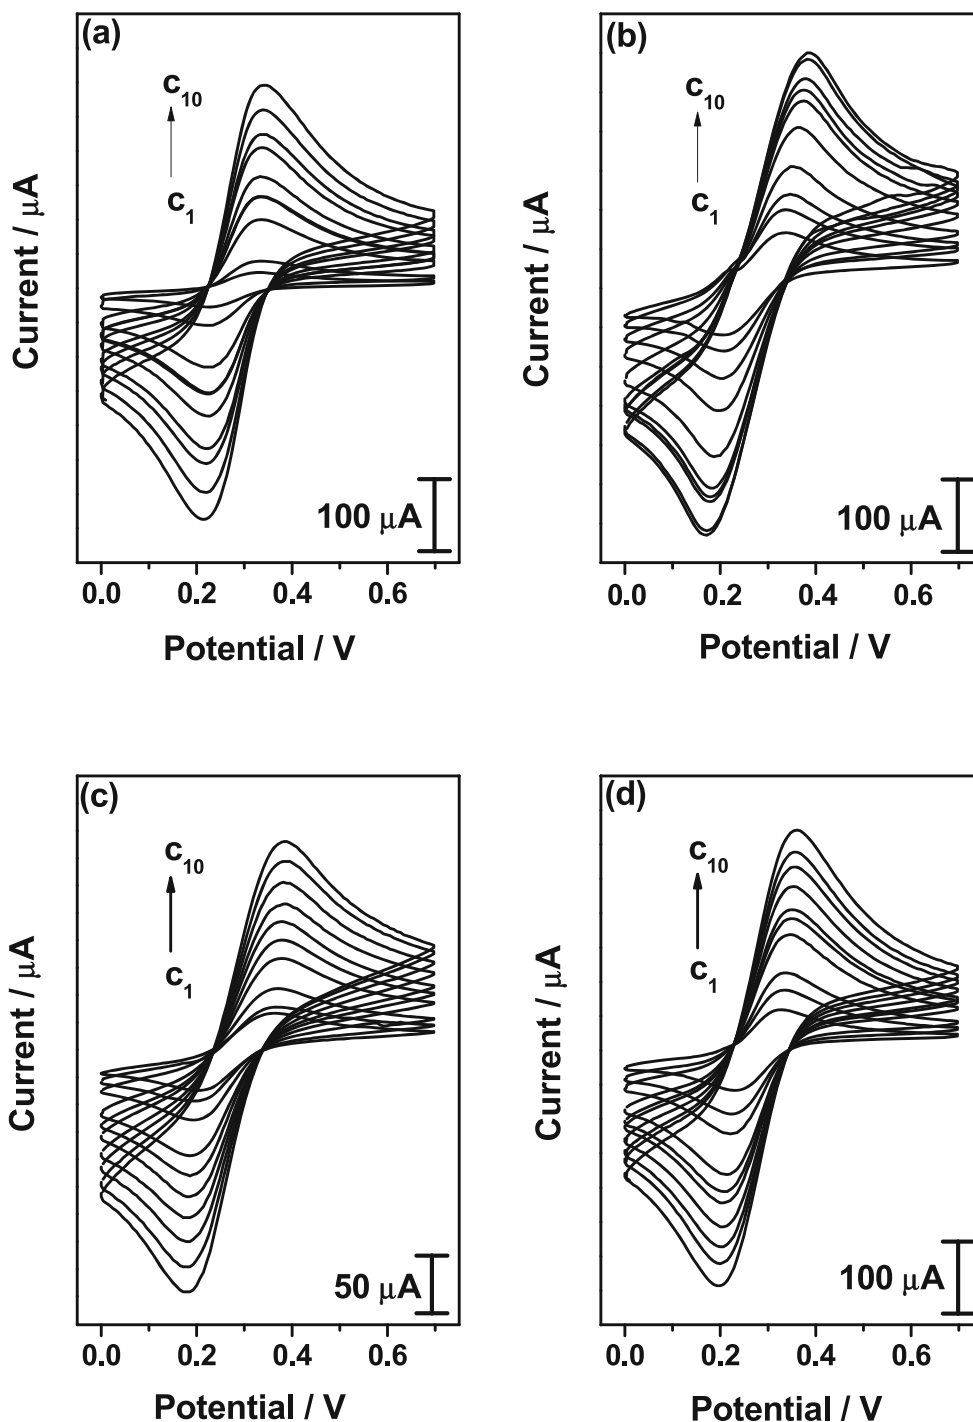 (a)
c10
c1
Current / μA
100 μA
0.0 0.2 0.4 0.6
Potential / V
(b)
c10
c1
Current / μA
100 μA
0.0 0.2 0.4 0.6
Potential / V
(c)
c10
c1
Current / μA
50 μA
0.0 0.2 0.4 0.6
Potential / V
(d)
c10
c1
Current / μA
100 μA
0.0 0.2 0.4 0.6
Potential / V